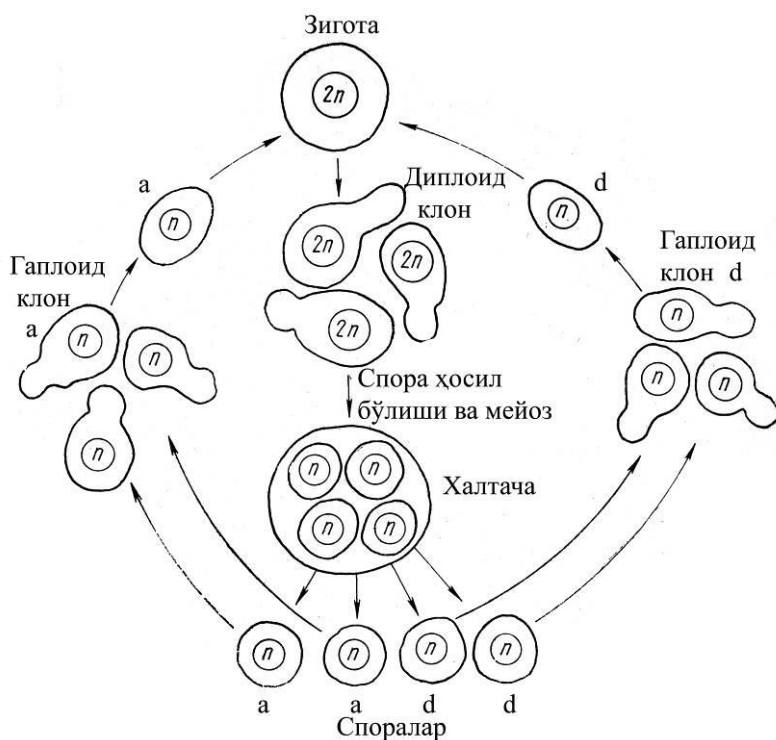 Зигота
2n
a
n
d
n
Диплоид
клон
2n
2n
2n
Гаплоид
клон
a
n
n
n
Гаплоид
клон d
n
n
n
Спора ҳосил
бўлиши ва мейоз
Халтача
n
n
n
n
n
n
n
n
a
a
d
d
Споралар